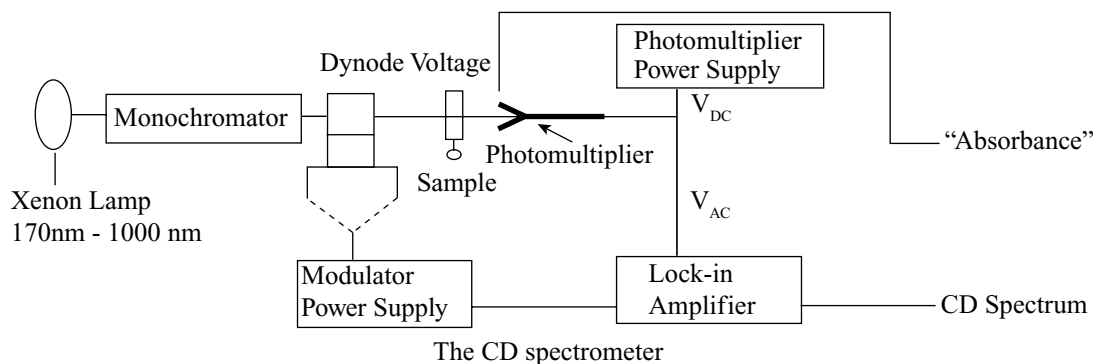 Photomultiplier
Power Supply
Dynode Voltage
Monochromator
V_DC
Photomultiplier
“Absorbance”
Sample
Xenon Lamp
170nm - 1000 nm
V_AC
Modulator
Power Supply
Lock-in
Amplifier
CD Spectrum
The CD spectrometer